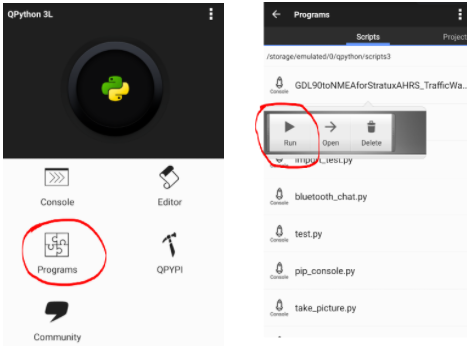 QPython 3L
Console
Editor
Programs
QPYPI
Community
Programs
Scripts
Project
/storage/emulated/0/qpython/scripts3
GDL90toNMEAforStratuxAHRS_TrafficWa...
Console
Run
Open
Delete
import_test.py
Console
bluetooth_chat.py
Console
test.py
Console
pip_console.py
Console
take_picture.py
Console